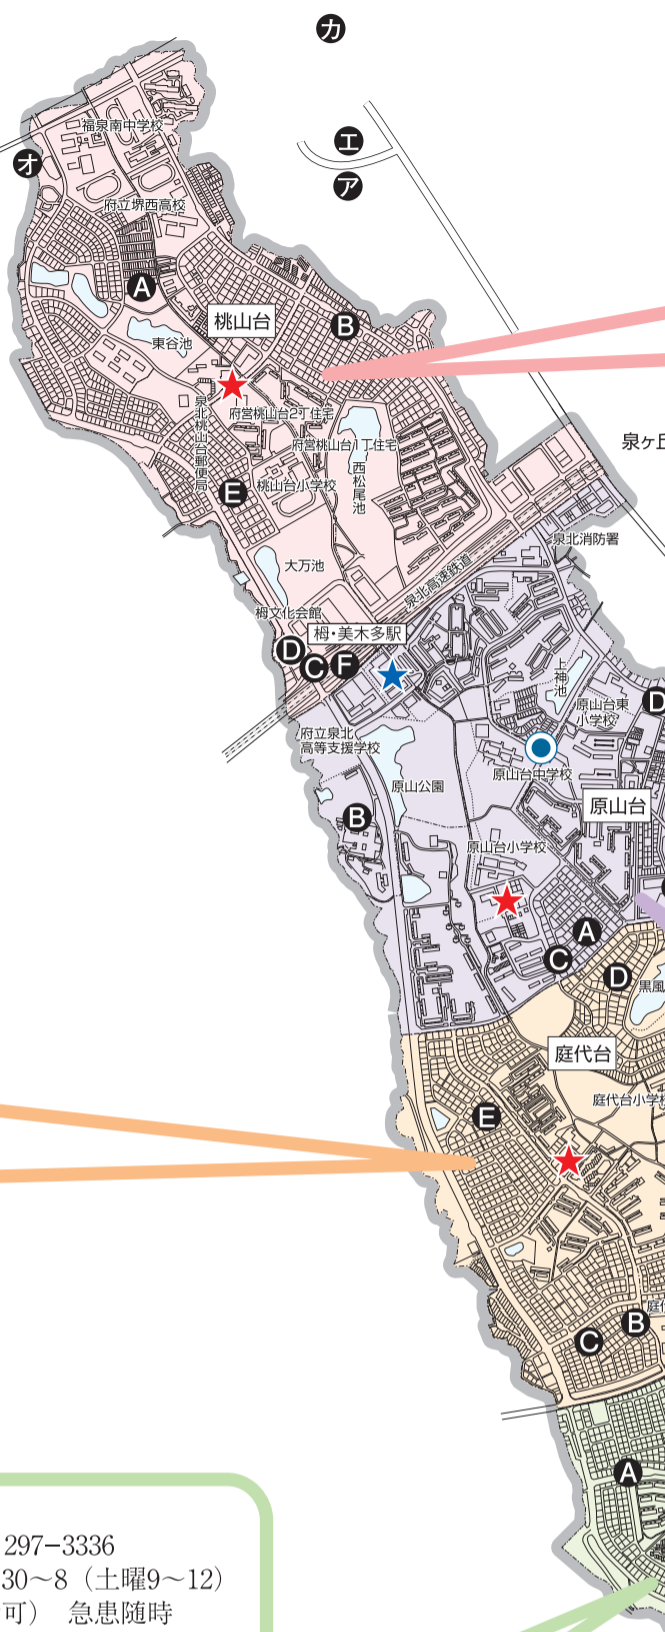 カ
エ
ア
オ
福泉南中学校
府立堺西高校
A
桃山台
B
東谷池
府営桃山台2丁住宅
泉北桃山台郵便局
府営桃山台1丁住宅
西松尾池
E
桃山台小学校
泉ヶ丘
大万池
泉北高速鉄道
泉北消防署
栂文化会館
栂・美木多駅
D
C
F
上神池
原山台東
小学校
D
府立泉北
高等支援学校
原山台中学校
原山公園
原山台
B
原山台小学校
A
C
D
黒風
庭代台
庭代台小学校
E
庭代
B
C
A
297−3336
30〜8（土曜9〜12）
可） 急患随時